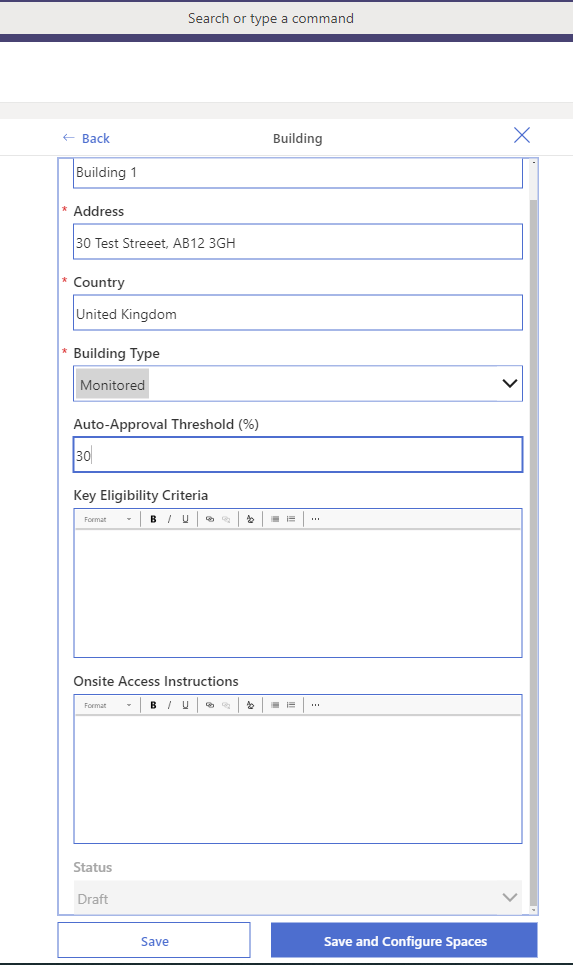 Search or type a command
← Back
Building
Building 1
* Address
30 Test Streeet, AB12 3GH
* Country
United Kingdom
* Building Type
Monitored
Auto-Approval Threshold (%)
30
Key Eligibility Criteria
Format B I U ...
Onsite Access Instructions
Format B I U ...
Status
Draft
Save
Save and Configure Spaces